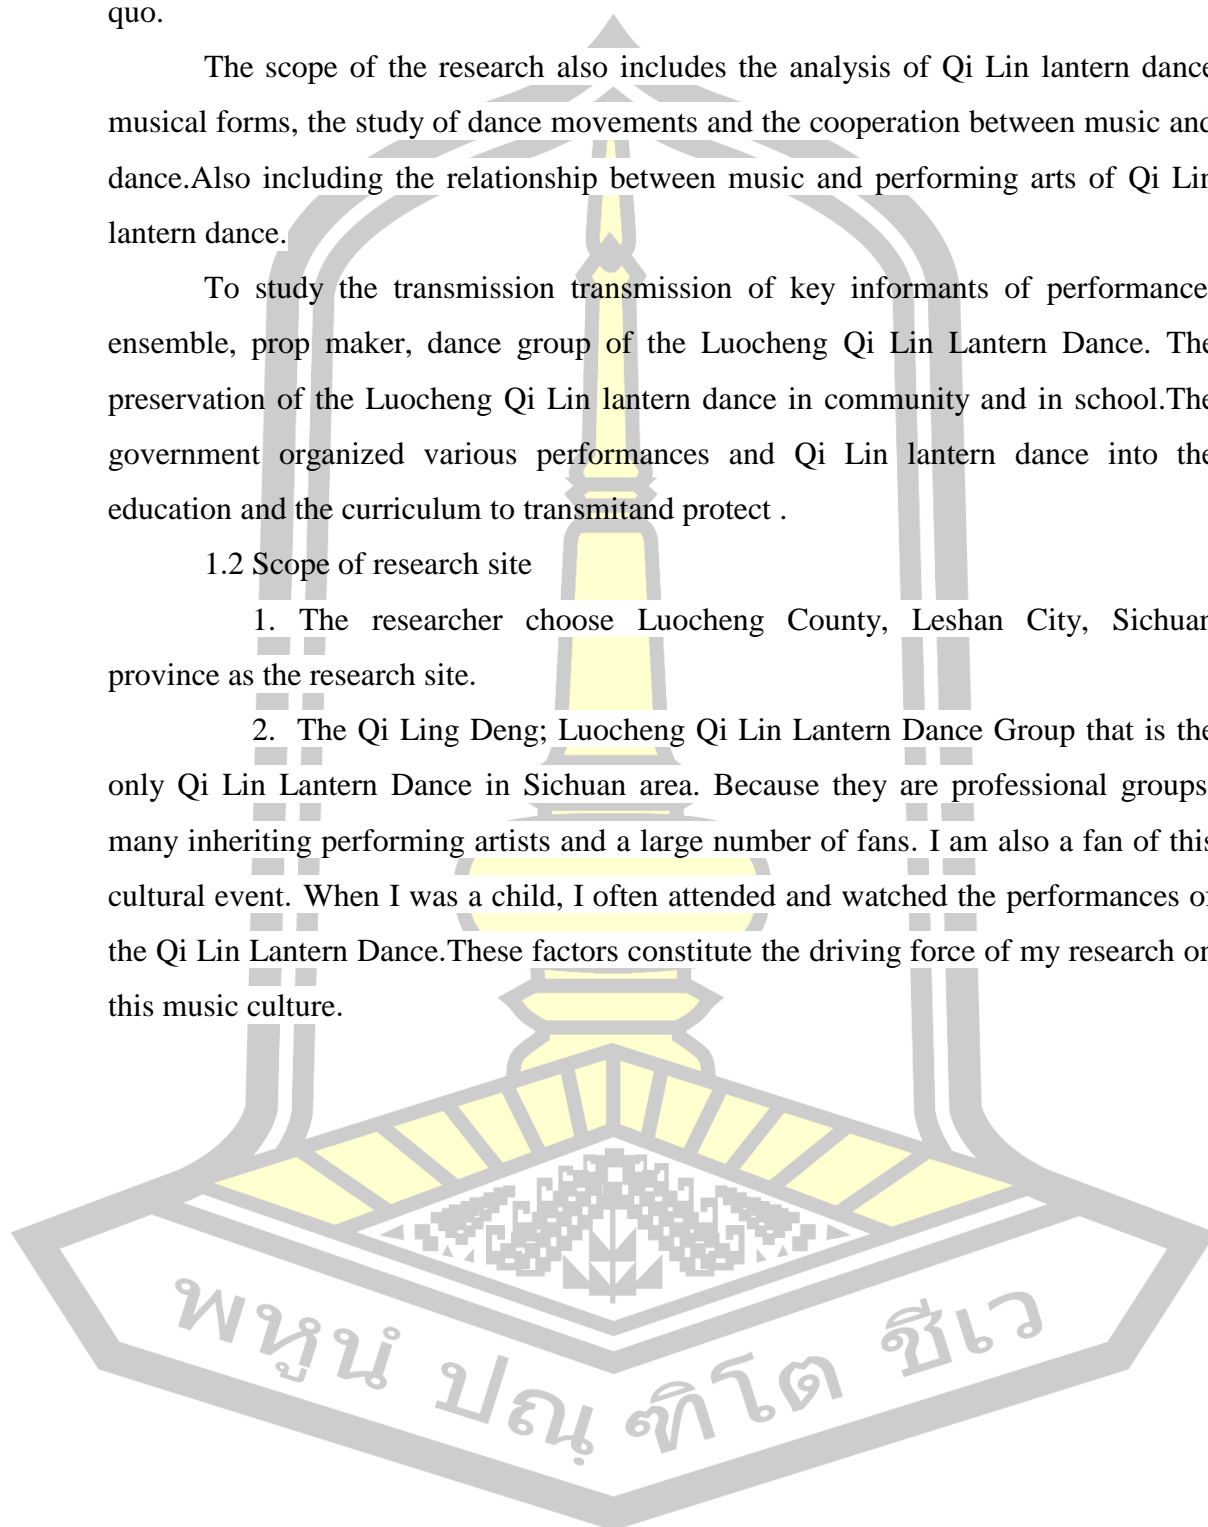 quo.
The scope of the research also includes the analysis of Qi Lin lantern dance
musical forms, the study of dance movements and the cooperation between music and
dance.Also including the relationship between music and performing arts of Qi Lin
lantern dance.
To study the transmission transmission of key informants of performance
ensemble, prop maker, dance group of the Luocheng Qi Lin Lantern Dance. The
preservation of the Luocheng Qi Lin lantern dance in community and in school.The
government organized various performances and Qi Lin lantern dance into the
education and the curriculum to transmitand protect .
1.2 Scope of research site
1. The researcher choose Luocheng County, Leshan City, Sichuan
province as the research site.
2. The Qi Ling Deng; Luocheng Qi Lin Lantern Dance Group that is the
only Qi Lin Lantern Dance in Sichuan area. Because they are professional groups
many inheriting performing artists and a large number of fans. I am also a fan of this
cultural event. When I was a child, I often attended and watched the performances of
the Qi Lin Lantern Dance.These factors constitute the driving force of my research on
this music culture.
พหูนํ ปณฺฑิโต ชีเว